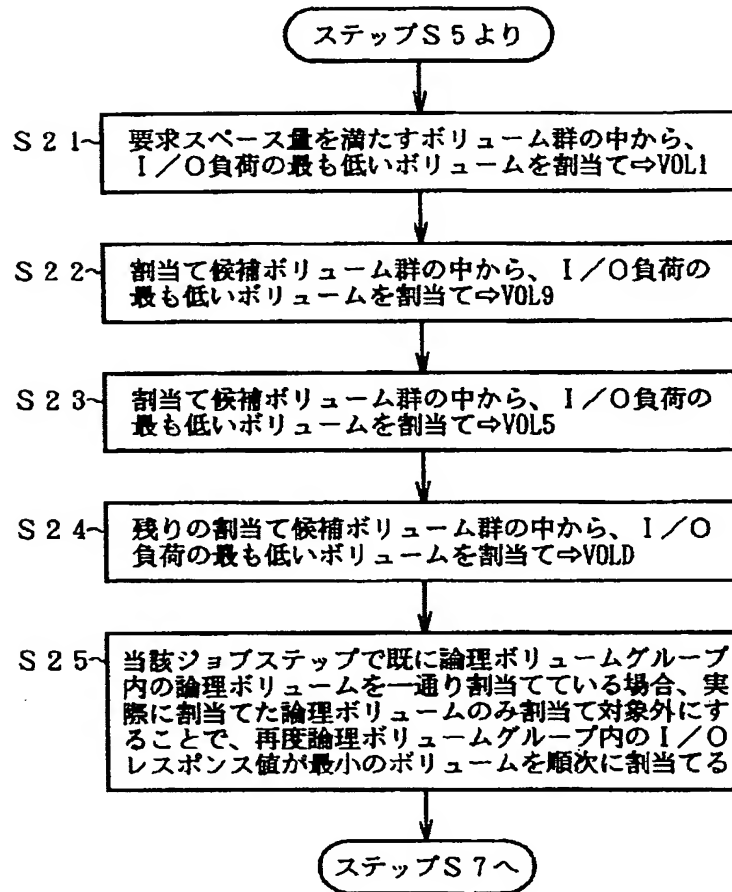 ステップS5より
S21
要求スペース量を満たすボリューム群の中から、
I/O負荷の最も低いボリュームを割当て⇨VOL1
S22
割当て候補ボリューム群の中から、I/O負荷の
最も低いボリュームを割当て⇨VOL9
S23
割当て候補ボリューム群の中から、I/O負荷の
最も低いボリュームを割当て⇨VOL5
S24
残りの割当て候補ボリューム群の中から、I/O
負荷の最も低いボリュームを割当て⇨VOLD
S25
当該ジョブステップで既に論理ボリュームグループ
内の論理ボリュームを一通り割当てている場合、実
際に割当てた論理ボリュームのみ割当て対象外にす
ることで、再度論理ボリュームグループ内のI/O
レスポンス値が最小のボリュームを順次に割当てる
ステップS7へ